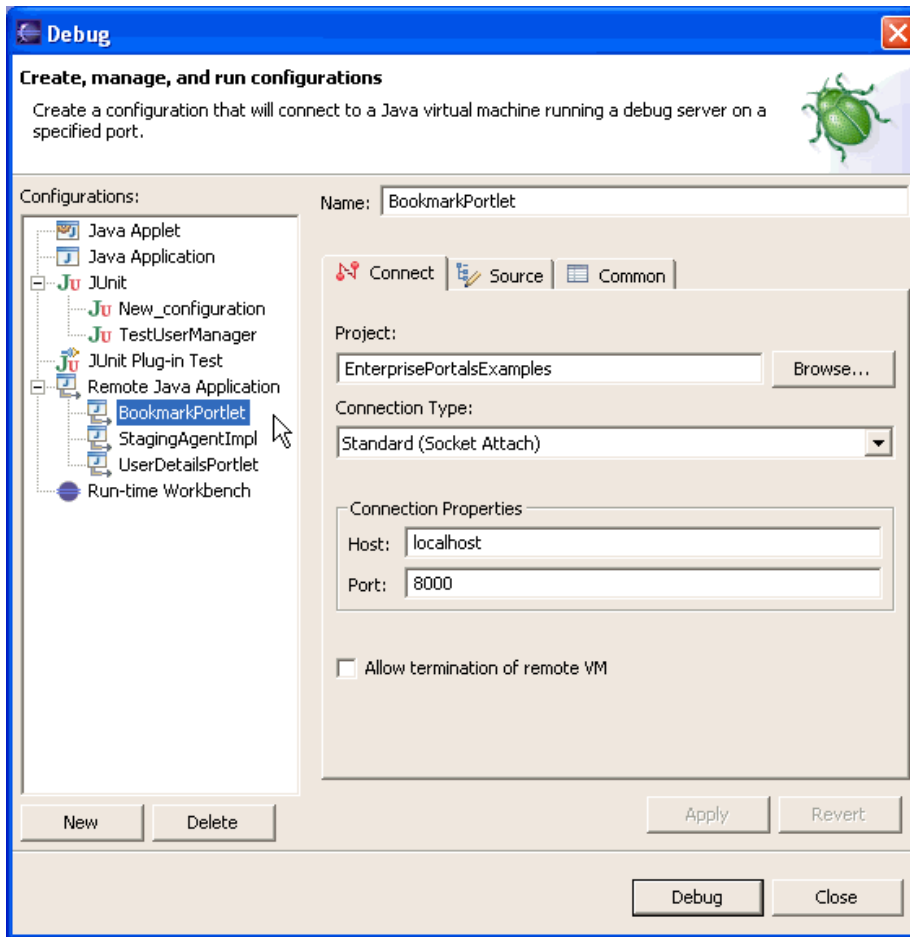 Debug
Create, manage, and run configurations
Create a configuration that will connect to a Java virtual machine running a debug server on a
specified port.
Configurations:
Java Applet
Java Application
JUnit
New_configuration
TestUserManager
JUnit Plug-in Test
Remote Java Application
BookmarkPortlet
StagingAgentImpl
UserDetailsPortlet
Run-time Workbench
New
Delete
Name: BookmarkPortlet
Connect
Source
Common
Project:
EnterprisePortalsExamples
Browse...
Connection Type:
Standard (Socket Attach)
Connection Properties
Host: localhost
Port: 8000
Allow termination of remote VM
Apply
Revert
Debug
Close